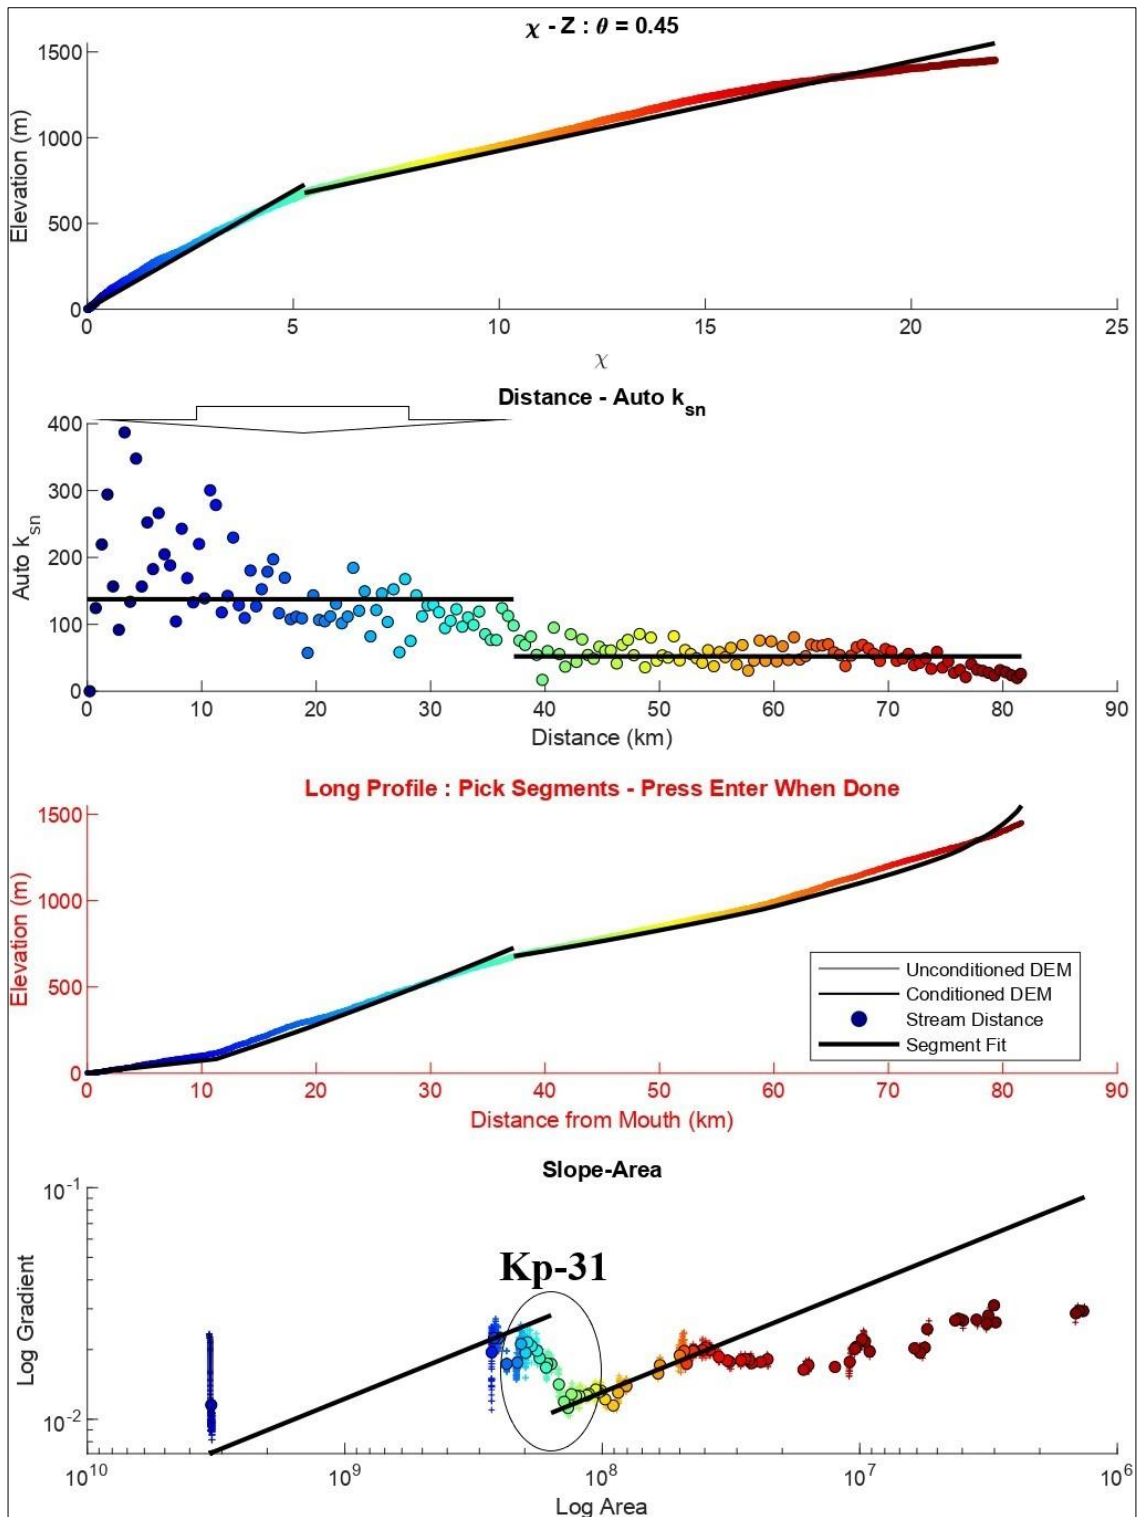 χ - Z : θ = 0.45
1500
1000
500
0
Elevation (m)
0 5 10 15 20 25
χ
Distance - Auto ksn
400
300
200
100
0
Auto ksn
0 10 20 30 40 50 60 70 80 90
Distance (km)
Long Profile : Pick Segments - Press Enter When Done
1500
1000
500
0
Elevation (m)
Unconditioned DEM
Conditioned DEM
Stream Distance
Segment Fit
0 10 20 30 40 50 60 70 80 90
Distance from Mouth (km)
Slope-Area
10^-1
Kp-31
Log Gradient
10^-2
10^10 10^9 10^8 10^7 10^6
Log Area